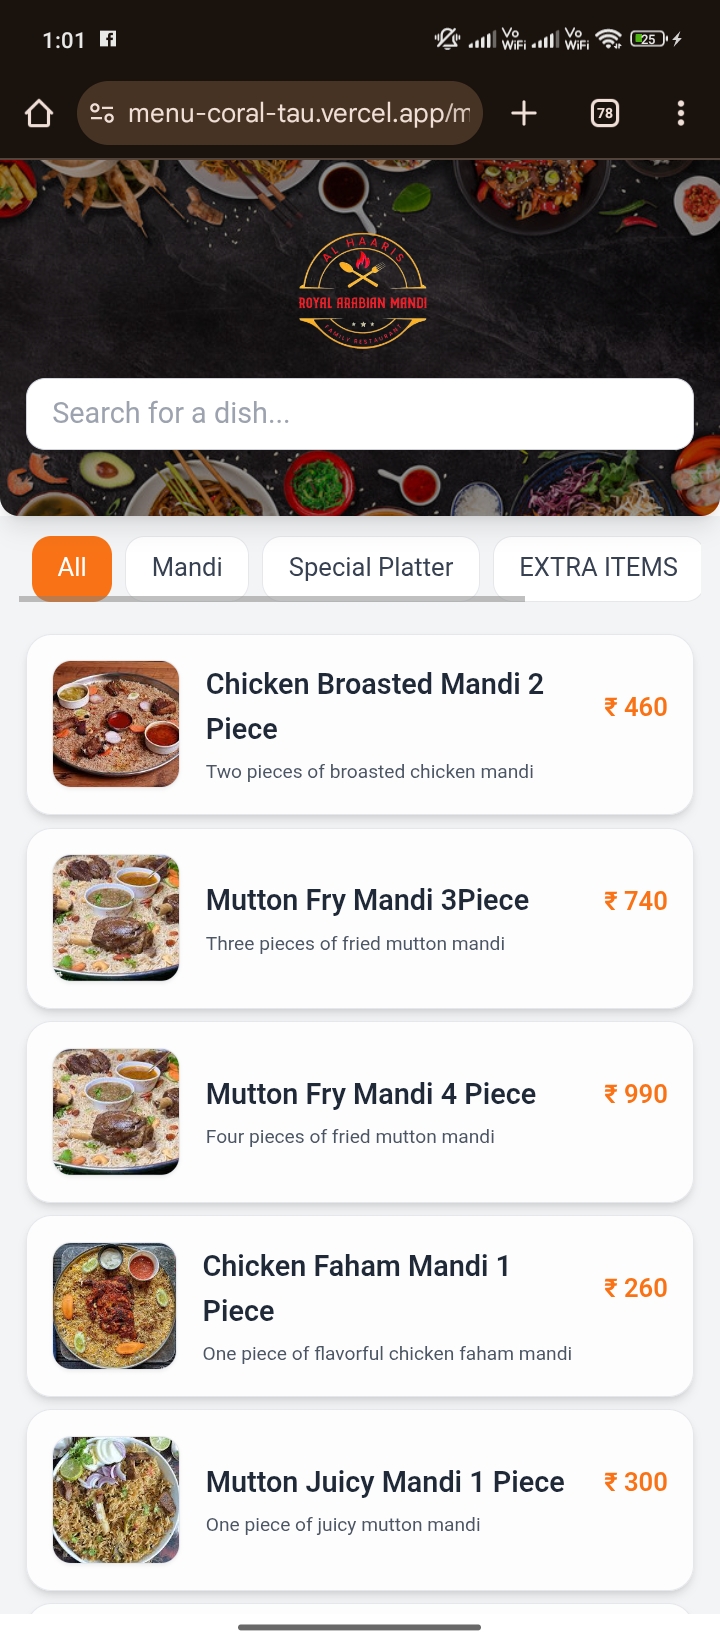 1:01
Vo
WiFi
Vo
WiFi
25
menu-coral-tau.vercel.app/m
78
AL HAARIS
ROYAL ARABIAN MANDI
FAMILY RESTAURANT
Search for a dish...
All
Mandi
Special Platter
EXTRA ITEMS
Chicken Broasted Mandi 2
Piece
₹ 460
Two pieces of broasted chicken mandi
Mutton Fry Mandi 3Piece
₹ 740
Three pieces of fried mutton mandi
Mutton Fry Mandi 4 Piece
₹ 990
Four pieces of fried mutton mandi
Chicken Faham Mandi 1
Piece
₹ 260
One piece of flavorful chicken faham mandi
Mutton Juicy Mandi 1 Piece
₹ 300
One piece of juicy mutton mandi